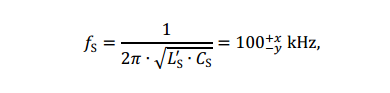 f_S = 1 / (2π · √(L′_S · C_S)) = 100^{+x}_{−y} kHz,